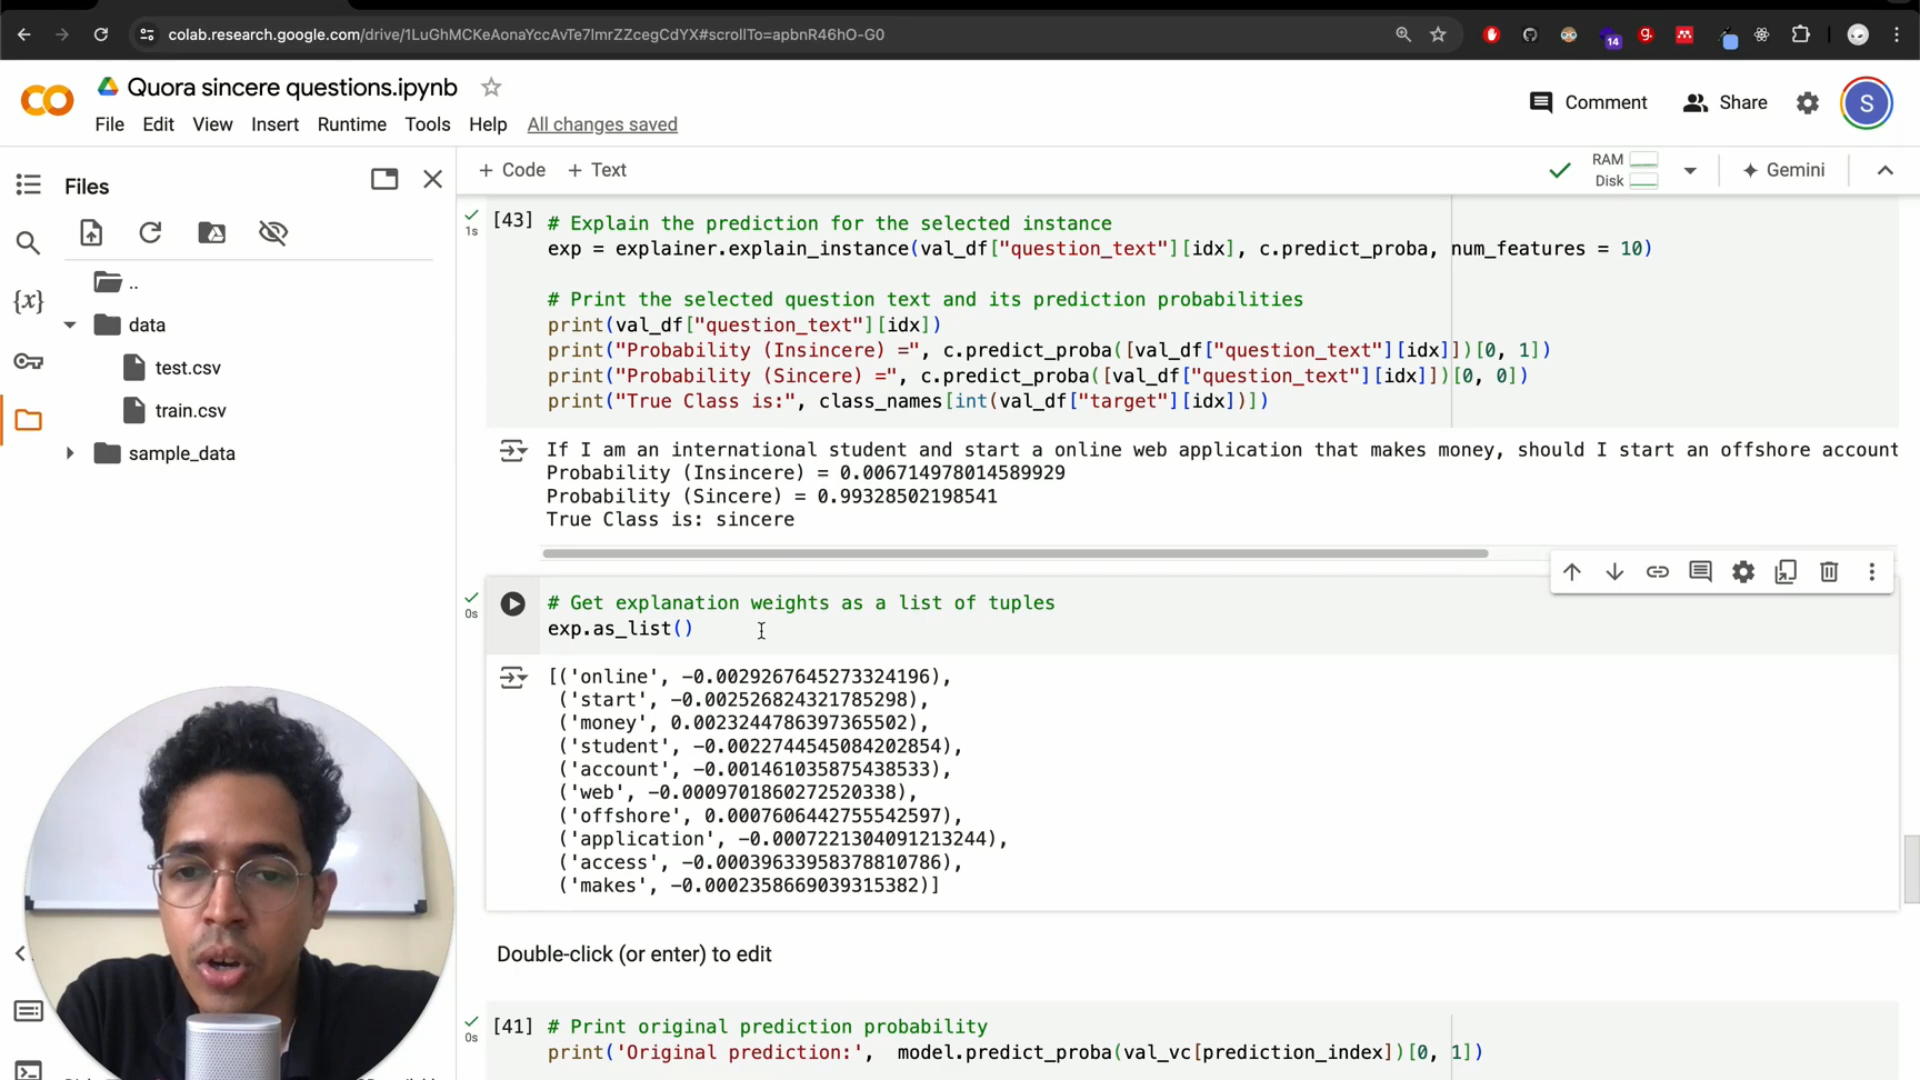 colab.research.google.com/drive/1LuGhMCKeAonaYccAvTe7lmrZZcegCdYX#scrollTo=apbnR46hO-G0
14
g.
Quora sincere questions.ipynb
Comment
Share
S
File Edit View Insert Runtime Tools Help All changes saved
Files
+ Code + Text
RAM
Disk
Gemini
..
data
test.csv
train.csv
sample_data
{x}
[43]
1s
# Explain the prediction for the selected instance
exp = explainer.explain_instance(val_df["question_text"][idx], c.predict_proba, num_features = 10)
# Print the selected question text and its prediction probabilities
print(val_df["question_text"][idx])
print("Probability (Insincere) =", c.predict_proba([val_df["question_text"][idx]])[0, 1])
print("Probability (Sincere) =", c.predict_proba([val_df["question_text"][idx]])[0, 0])
print("True Class is:", class_names[int(val_df["target"][idx])])
If I am an international student and start a online web application that makes money, should I start an offshore account
Probability (Insincere) = 0.006714978014589929
Probability (Sincere) = 0.99328502198541
True Class is: sincere
0s
# Get explanation weights as a list of tuples
exp.as_list()
[('online', -0.0029267645273324196),
('start', -0.002526824321785298),
('money', 0.0023244786397365502),
('student', -0.0022744545084202854),
('account', -0.001461035875438533),
('web', -0.0009701860272520338),
('offshore', 0.0007606442755542597),
('application', -0.0007221304091213244),
('access', -0.00039633958378810786),
('makes', -0.0002358669039315382)]
Double-click (or enter) to edit
[41]
0s
# Print original prediction probability
print('Original prediction:', model.predict_proba(val_vc[prediction_index])[0, 1])